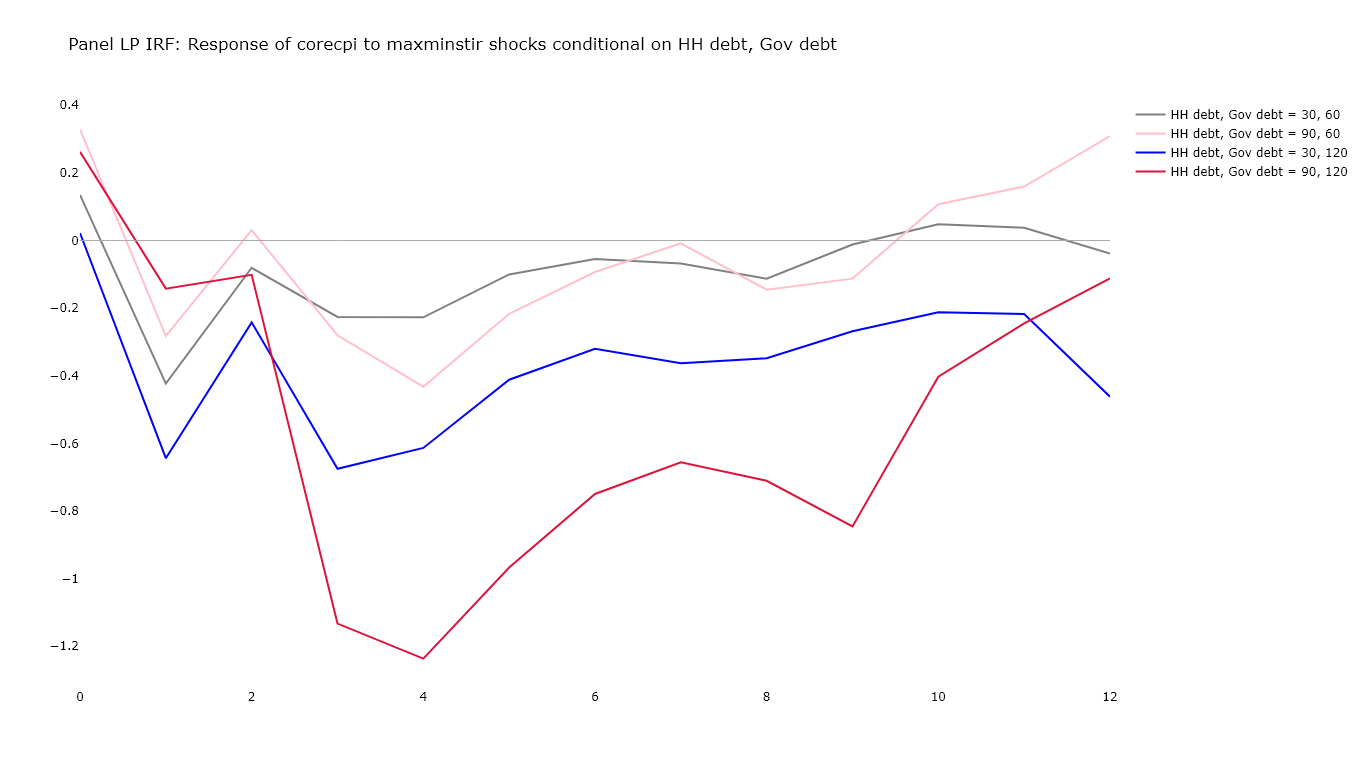 Panel LP IRF: Response of corecpi to maxminstir shocks conditional on HH debt, Gov debt
0.4
0.2
0
−0.2
−0.4
−0.6
−0.8
−1
−1.2
0 2 4 6 8 10 12
HH debt, Gov debt = 30, 60
HH debt, Gov debt = 90, 60
HH debt, Gov debt = 30, 120
HH debt, Gov debt = 90, 120